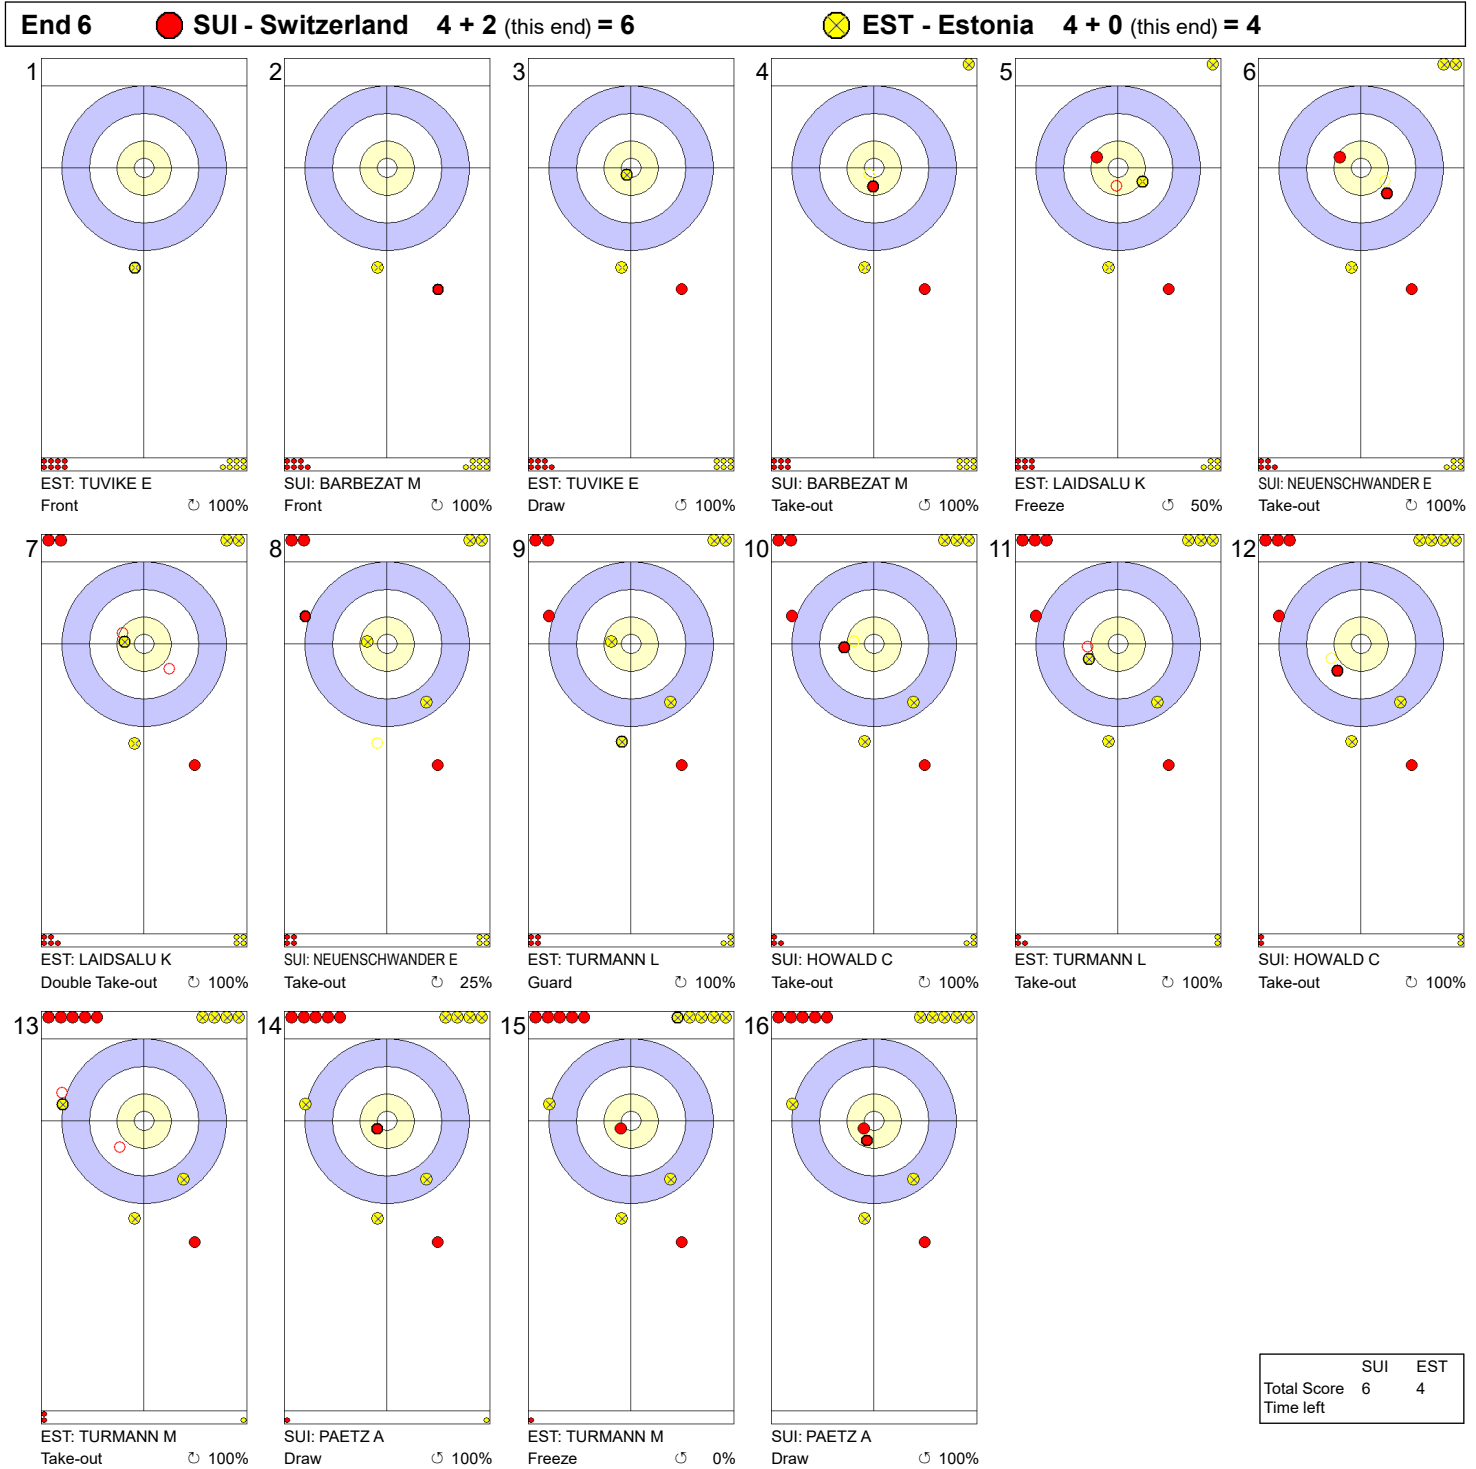 End 6 SUI - Switzerland 4 + 2 (this end) = 6 EST - Estonia 4 + 0 (this end) = 4
1 2 3 4 5 6
EST: TUVIKE E SUI: BARBEZAT M EST: TUVIKE E SUI: BARBEZAT M EST: LAIDSALU K SUI: NEUENSCHWANDER E
Front ↻ 100% Front ↻ 100% Draw ↺ 100% Take-out ↺ 100% Freeze ↺ 50% Take-out ↻ 100%
7 8 9 10 11 12
EST: LAIDSALU K SUI: NEUENSCHWANDER E EST: TURMANN L SUI: HOWALD C EST: TURMANN L SUI: HOWALD C
Double Take-out ↻ 100% Take-out ↻ 25% Guard ↻ 100% Take-out ↻ 100% Take-out ↻ 100% Take-out ↻ 100%
13 14 15 16
EST: TURMANN M SUI: PAETZ A EST: TURMANN M SUI: PAETZ A
Take-out ↻ 100% Draw ↻ 100% Freeze ↺ 0% Draw ↺ 100%
SUI EST
Total Score 6 4
Time left